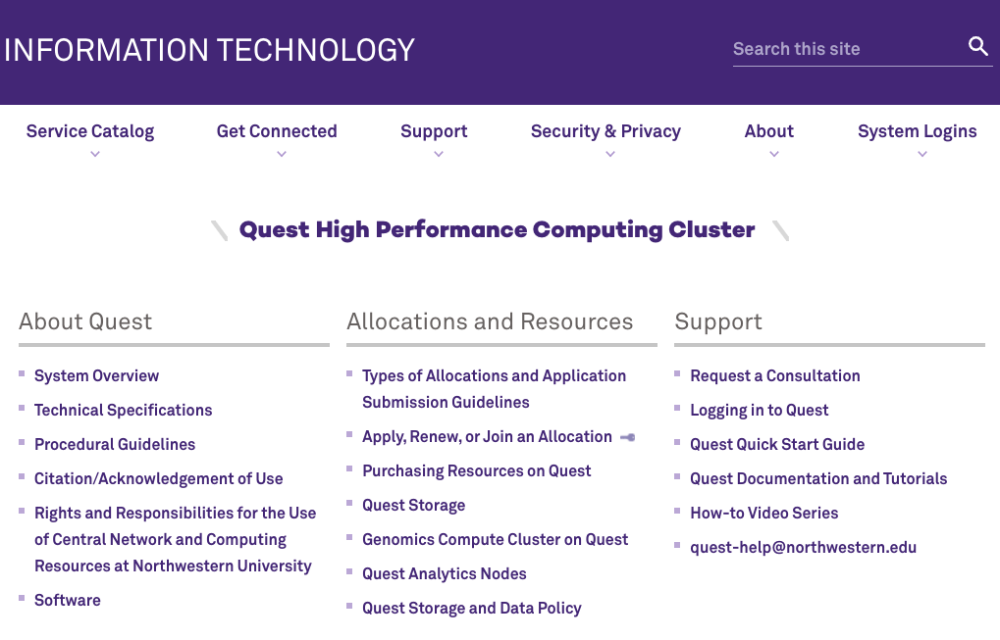 INFORMATION TECHNOLOGY
Search this site
Service Catalog
Get Connected
Support
Security & Privacy
About
System Logins
Quest High Performance Computing Cluster
About Quest
System Overview
Technical Specifications
Procedural Guidelines
Citation/Acknowledgement of Use
Rights and Responsibilities for the Use
of Central Network and Computing
Resources at Northwestern University
Software
Allocations and Resources
Types of Allocations and Application
Submission Guidelines
Apply, Renew, or Join an Allocation
Purchasing Resources on Quest
Quest Storage
Genomics Compute Cluster on Quest
Quest Analytics Nodes
Quest Storage and Data Policy
Support
Request a Consultation
Logging in to Quest
Quest Quick Start Guide
Quest Documentation and Tutorials
How-to Video Series
quest-help@northwestern.edu